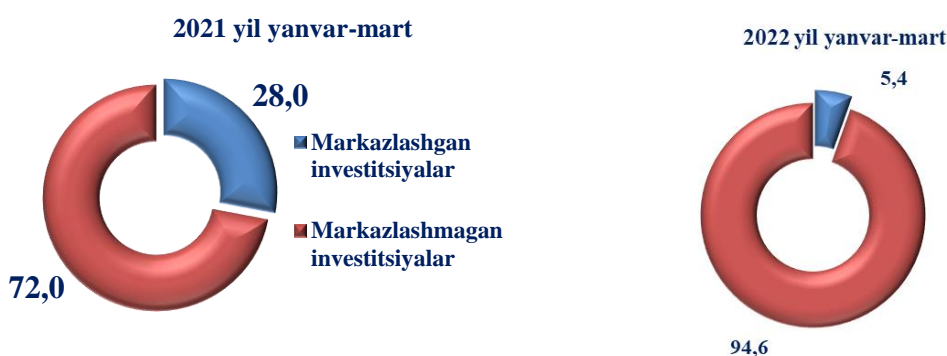 2021 yil yanvar-mart
28,0
Markazlashgan
investitsiyalar
Markazlashmagan
investitsiyalar
72,0
2022 yil yanvar-mart
5,4
94,6